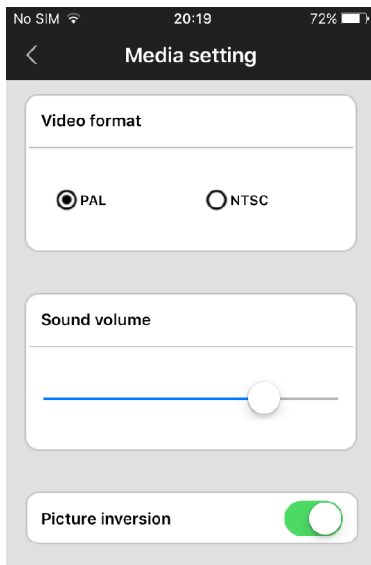 No SIM 20:19 72%
Media setting
Video format
PAL NTSC
Sound volume
Picture inversion